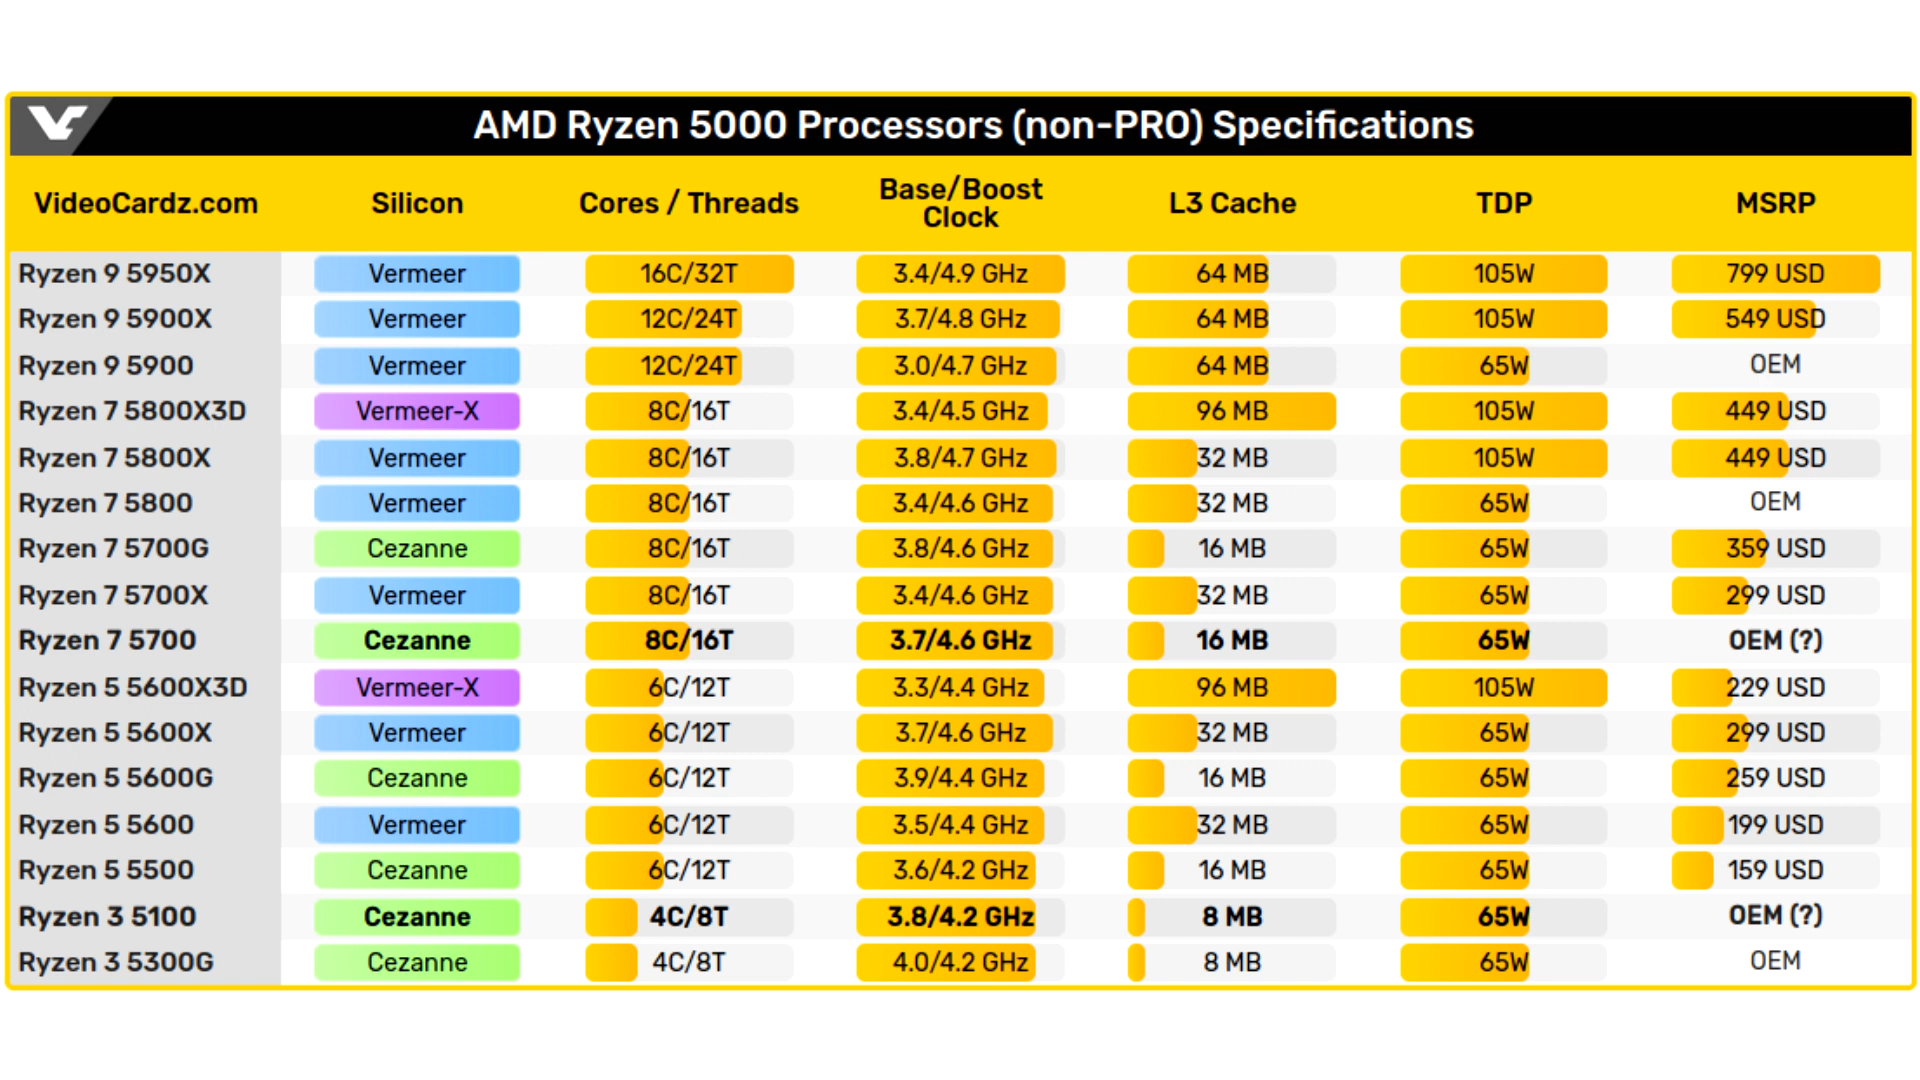 AMD Ryzen 5000 Processors (non-PRO) Specifications
VideoCardz.com Silicon Cores / Threads Base/Boost Clock L3 Cache TDP MSRP
Ryzen 9 5950X Vermeer 16C/32T 3.4/4.9 GHz 64 MB 105W 799 USD
Ryzen 9 5900X Vermeer 12C/24T 3.7/4.8 GHz 64 MB 105W 549 USD
Ryzen 9 5900 Vermeer 12C/24T 3.0/4.7 GHz 64 MB 65W OEM
Ryzen 7 5800X3D Vermeer-X 8C/16T 3.4/4.5 GHz 96 MB 105W 449 USD
Ryzen 7 5800X Vermeer 8C/16T 3.8/4.7 GHz 32 MB 105W 449 USD
Ryzen 7 5800 Vermeer 8C/16T 3.4/4.6 GHz 32 MB 65W OEM
Ryzen 7 5700G Cezanne 8C/16T 3.8/4.6 GHz 16 MB 65W 359 USD
Ryzen 7 5700X Vermeer 8C/16T 3.4/4.6 GHz 32 MB 65W 299 USD
Ryzen 7 5700 Cezanne 8C/16T 3.7/4.6 GHz 16 MB 65W OEM (?)
Ryzen 5 5600X3D Vermeer-X 6C/12T 3.3/4.4 GHz 96 MB 105W 229 USD
Ryzen 5 5600X Vermeer 6C/12T 3.7/4.6 GHz 32 MB 65W 299 USD
Ryzen 5 5600G Cezanne 6C/12T 3.9/4.4 GHz 16 MB 65W 259 USD
Ryzen 5 5600 Vermeer 6C/12T 3.5/4.4 GHz 32 MB 65W 199 USD
Ryzen 5 5500 Cezanne 6C/12T 3.6/4.2 GHz 16 MB 65W 159 USD
Ryzen 3 5100 Cezanne 4C/8T 3.8/4.2 GHz 8 MB 65W OEM (?)
Ryzen 3 5300G Cezanne 4C/8T 4.0/4.2 GHz 8 MB 65W OEM